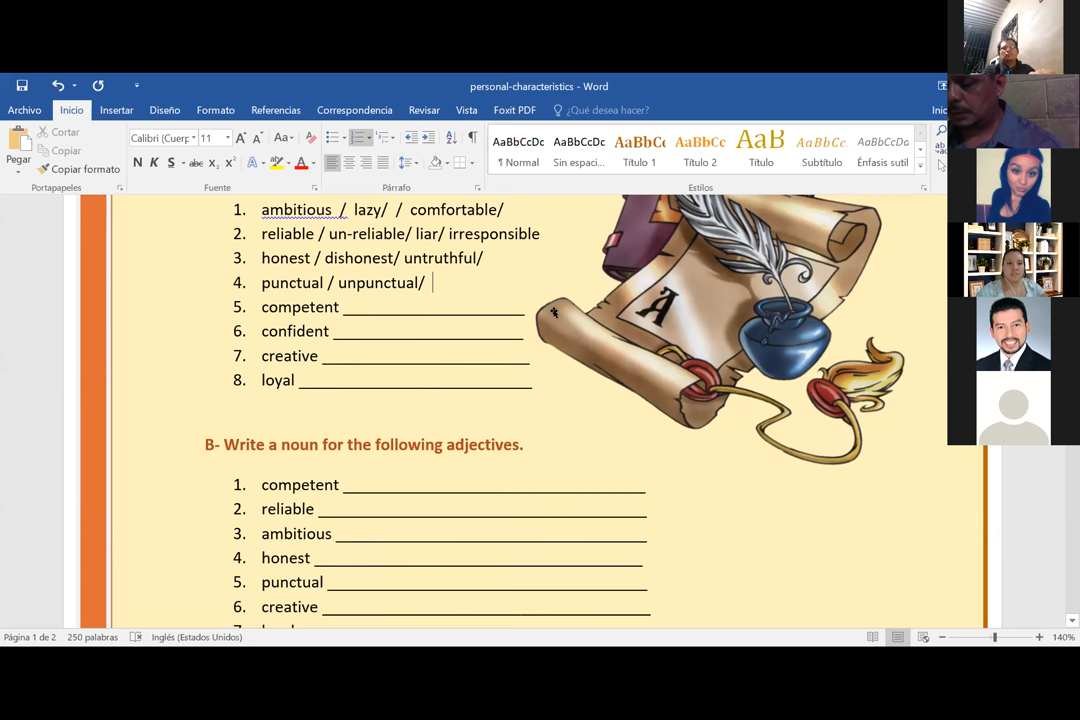 personal-characteristics - Word
Archivo Inicio Insertar Diseño Formato Referencias Correspondencia Revisar Vista Foxit PDF ¿Qué desea hacer?
Pegar
Cortar
Copiar
Copiar formato
Calibri (Cuerp 11
N K S abc
AaBbCcDc AaBbCcDc AaBbCc AaBbCc AaB AaBbCc. AaBbCcDc
¶ Normal Sin espaci... Título 1 Título 2 Título Subtítulo Énfasis sutil
Portapapeles Fuente Párrafo Estilos
1. ambitious / lazy/ / comfortable/
2. reliable / un-reliable/ liar/ irresponsible
3. honest / dishonest/ untruthful/
4. punctual / unpunctual/
5. competent
6. confident
7. creative
8. loyal
A
B- Write a noun for the following adjectives.
1. competent
2. reliable
3. ambitious
4. honest
5. punctual
6. creative
Página 1 de 2 250 palabras Inglés (Estados Unidos) 140%